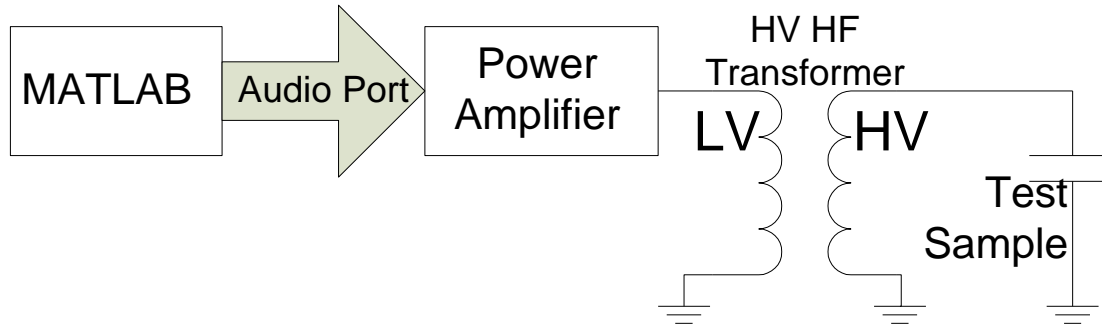 MATLAB
Audio Port
Power
Amplifier
HV HF
Transformer
LV
HV
Test
Sample